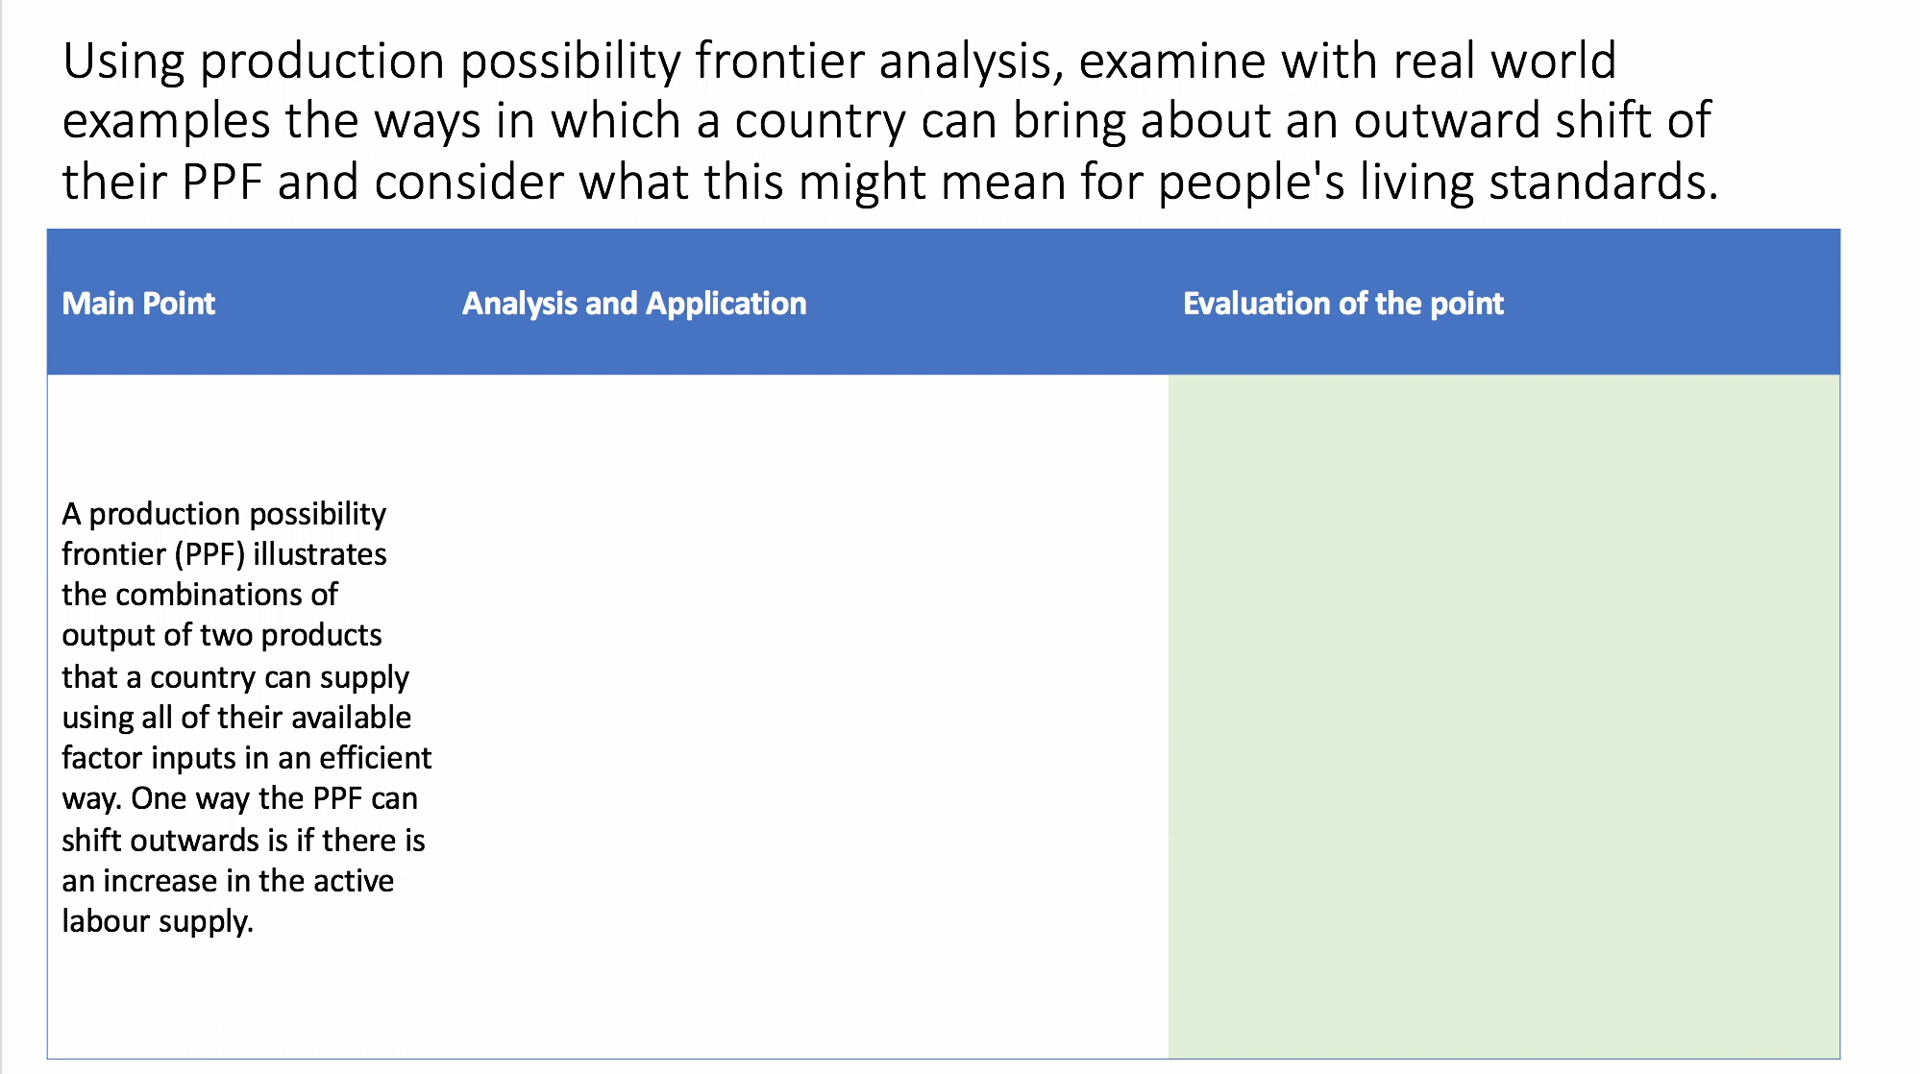 Using production possibility frontier analysis, examine with real world
examples the ways in which a country can bring about an outward shift of
their PPF and consider what this might mean for people's living standards.
Main Point
Analysis and Application
Evaluation of the point
A production possibility
frontier (PPF) illustrates
the combinations of
output of two products
that a country can supply
using all of their available
factor inputs in an efficient
way. One way the PPF can
shift outwards is if there is
an increase in the active
labour supply.